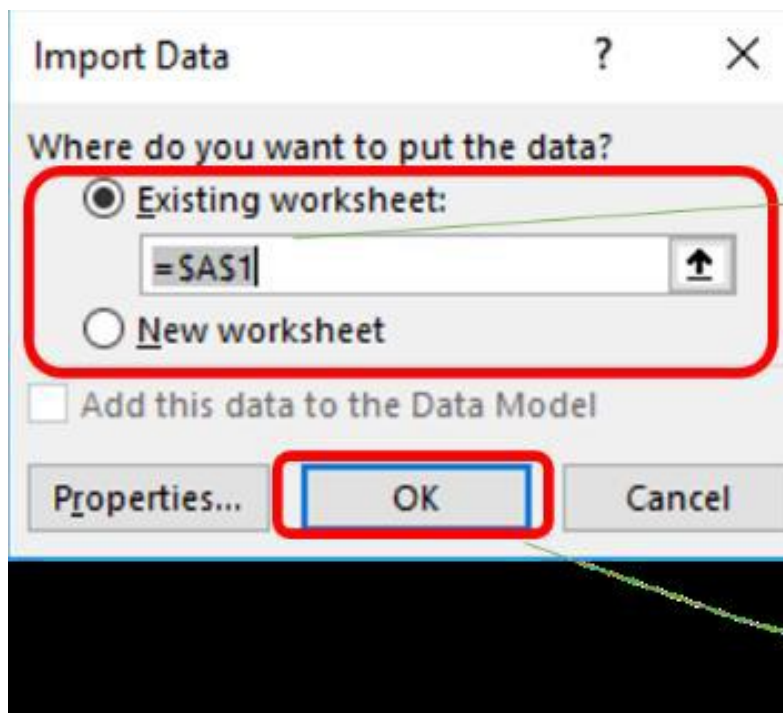 Import Data ?
Where do you want to put the data?
Existing worksheet:
=$A$1
New worksheet
Add this data to the Data Model
Properties... OK Cancel